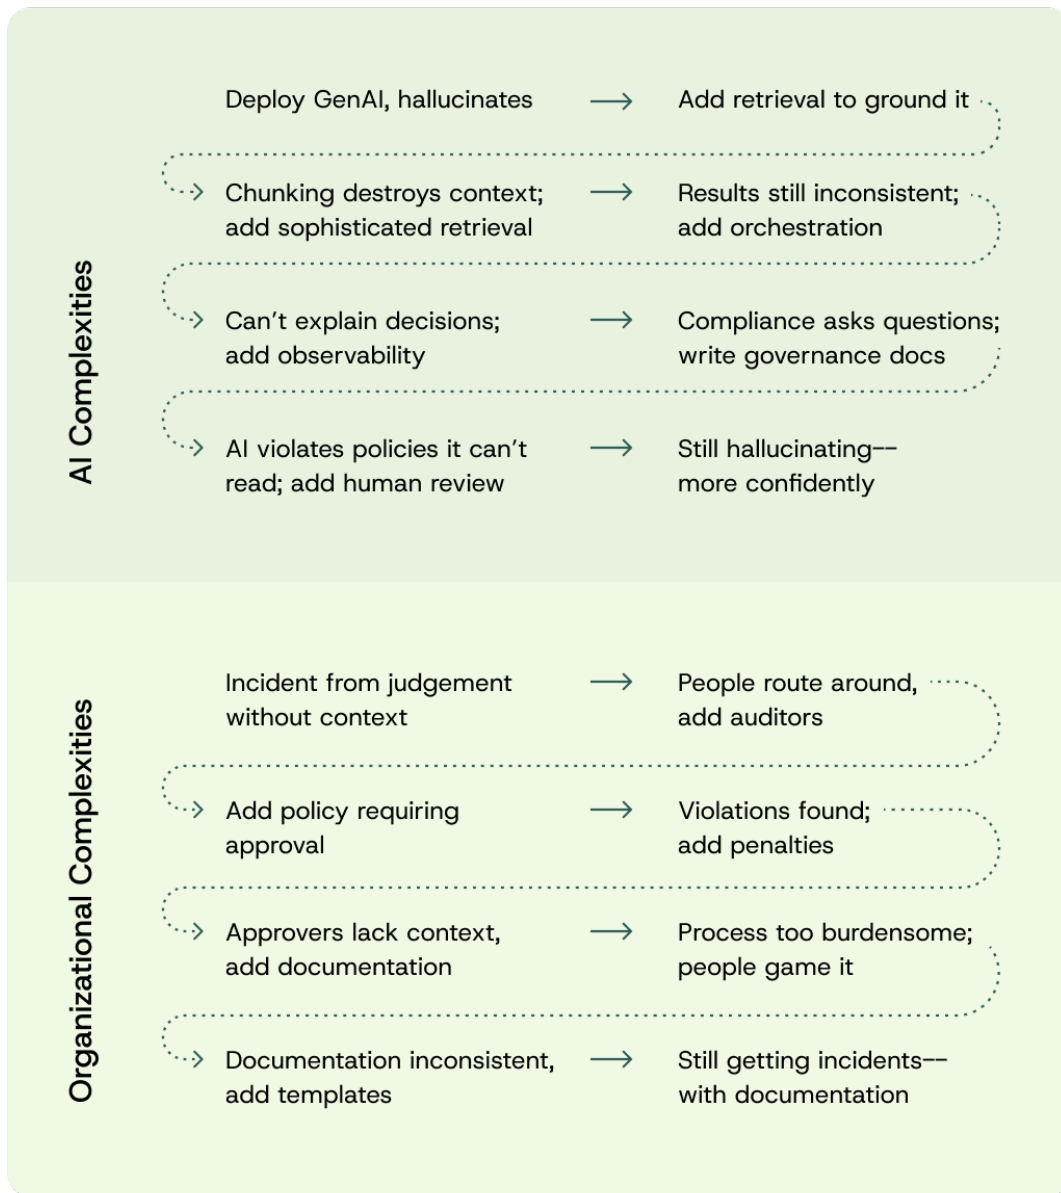 AI Complexities
Deploy GenAI, hallucinates
Add retrieval to ground it
Chunking destroys context;
add sophisticated retrieval
Results still inconsistent;
add orchestration
Can’t explain decisions;
add observability
Compliance asks questions;
write governance docs
AI violates policies it can’t
read; add human review
Still hallucinating––
more confidently
Organizational Complexities
Incident from judgement
without context
People route around,
add auditors
Add policy requiring
approval
Violations found;
add penalties
Approvers lack context,
add documentation
Process too burdensome;
people game it
Documentation inconsistent,
add templates
Still getting incidents––
with documentation